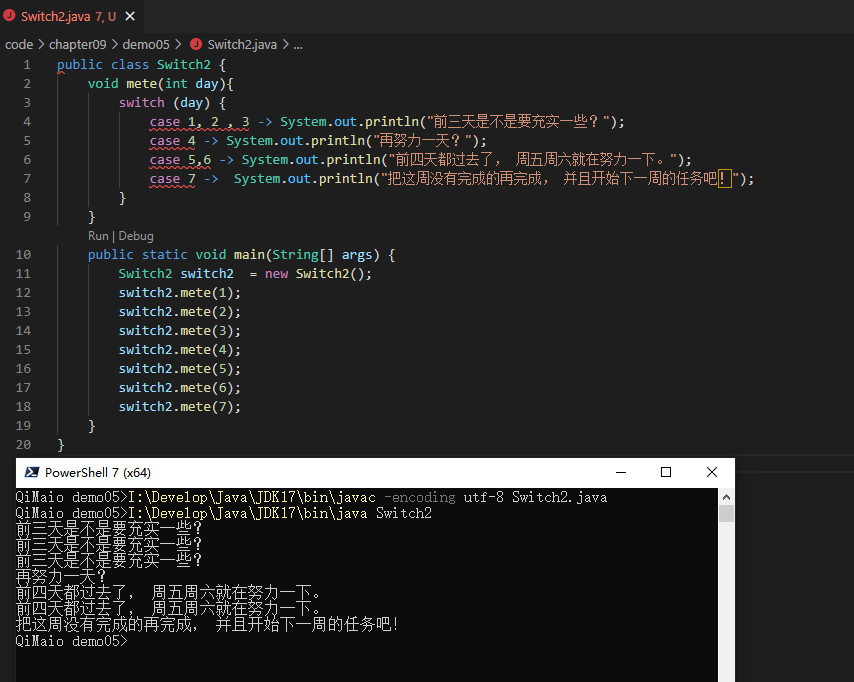 Switch2.java 7, U
code > chapter09 > demo05 > Switch2.java > ...
1 public class Switch2 {
2 void mete(int day){
3 switch (day) {
4 case 1, 2 , 3 -> System.out.println("前三天是不是要充实一些？");
5 case 4 -> System.out.println("再努力一天？");
6 case 5,6 -> System.out.println("前四天都过去了， 周五周六就在努力一下。");
7 case 7 ->  System.out.println("把这周没有完成的再完成， 并且开始下一周的任务吧！");
8 }
9 }
Run | Debug
10 public static void main(String[] args) {
11 Switch2 switch2  = new Switch2();
12 switch2.mete(1);
13 switch2.mete(2);
14 switch2.mete(3);
15 switch2.mete(4);
16 switch2.mete(5);
17 switch2.mete(6);
18 switch2.mete(7);
19 }
20 }
PowerShell 7 (x64)
QiMaio demo05>I:\Develop\Java\JDK17\bin\javac -encoding utf-8 Switch2.java
QiMaio demo05>I:\Develop\Java\JDK17\bin\java Switch2
前三天是不是要充实一些？
前三天是不是要充实一些？
前三天是不是要充实一些？
再努力一天？
前四天都过去了， 周五周六就在努力一下。
前四天都过去了， 周五周六就在努力一下。
把这周没有完成的再完成， 并且开始下一周的任务吧！
QiMaio demo05>